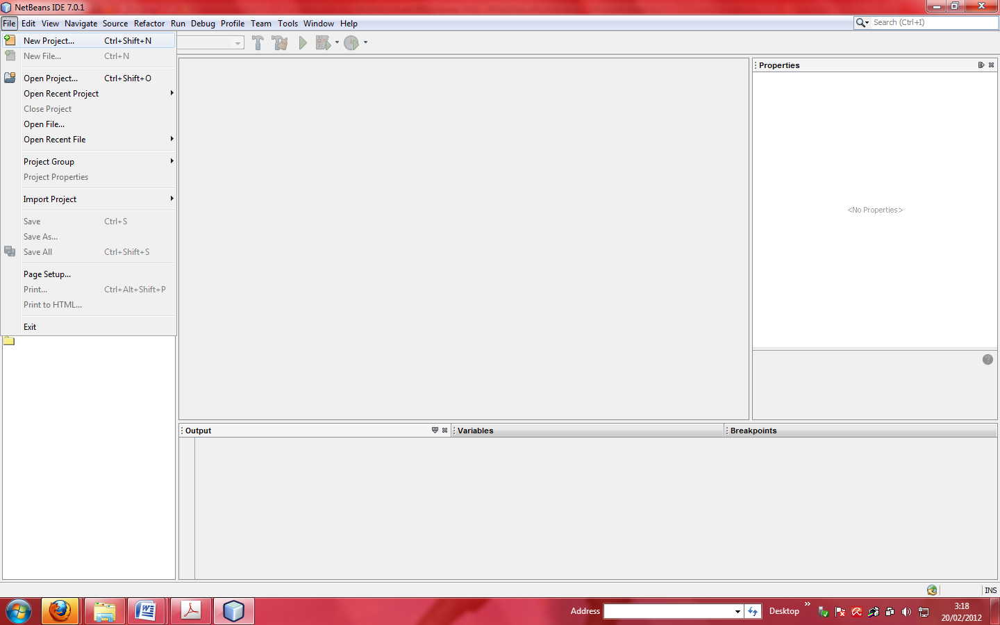 NetBeans IDE 7.0.1
File Edit View Navigate Source Refactor Run Debug Profile Team Tools Window Help
Search (Ctrl+I)
New Project... Ctrl+Shift+N
New File... Ctrl+N
Open Project... Ctrl+Shift+O
Open Recent Project
Close Project
Open File...
Open Recent File
Project Group
Project Properties
Import Project
Save Ctrl+S
Save As...
Save All Ctrl+Shift+S
Page Setup...
Print... Ctrl+Alt+Shift+P
Print to HTML...
Exit
Properties
<No Properties>
Output
Variables
Breakpoints
INS
Address
Desktop
3:18
20/02/2012